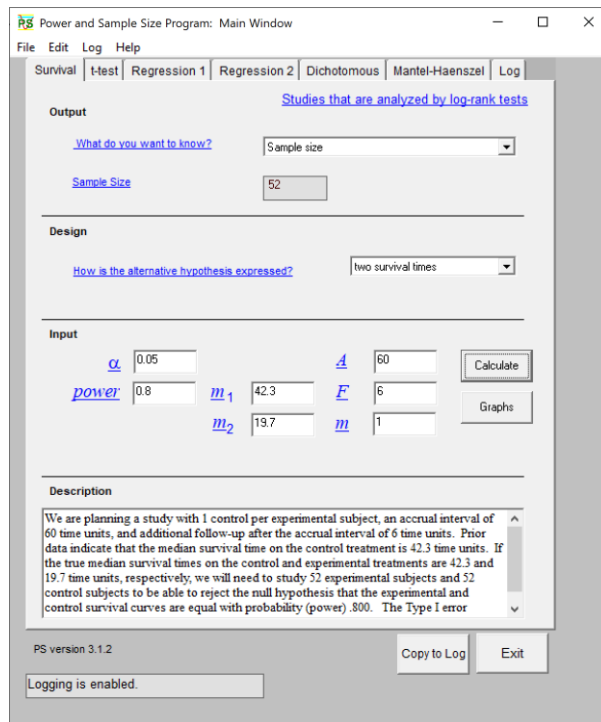 PS Power and Sample Size Program: Main Window
File Edit Log Help
Survival t-test Regression 1 Regression 2 Dichotomous Mantel-Haenszel Log
Studies that are analyzed by log-rank tests
Output
What do you want to know? Sample size
Sample Size 52
Design
How is the alternative hypothesis expressed? two survival times
Input
α 0.05 A 60 Calculate
power 0.8 m1 42.3 F 6 Graphs
m2 19.7 m 1
Description
We are planning a study with 1 control per experimental subject, an accrual interval of
60 time units, and additional follow-up after the accrual interval of 6 time units. Prior
data indicate that the median survival time on the control treatment is 42.3 time units. If
the true median survival times on the control and experimental treatments are 42.3 and
19.7 time units, respectively, we will need to study 52 experimental subjects and 52
control subjects to be able to reject the null hypothesis that the experimental and
control survival curves are equal with probability (power) .800. The Type I error
PS version 3.1.2
Copy to Log Exit
Logging is enabled.